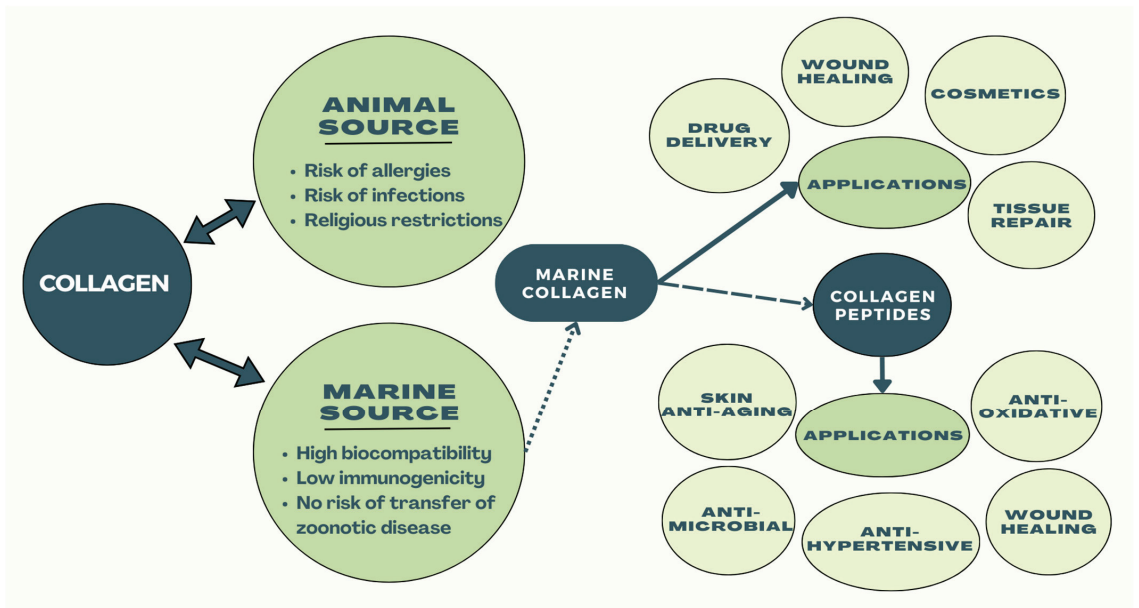 COLLAGEN
ANIMAL
SOURCE
• Risk of allergies
• Risk of infections
• Religious restrictions
MARINE
SOURCE
• High biocompatibility
• Low immunogenicity
• No risk of transfer of
zoonotic disease
MARINE
COLLAGEN
WOUND
HEALING
COSMETICS
DRUG
DELIVERY
APPLICATIONS
TISSUE
REPAIR
COLLAGEN
PEPTIDES
SKIN
ANTI-AGING
ANTI-
OXIDATIVE
APPLICATIONS
ANTI-
MICROBIAL
ANTI-
HYPERTENSIVE
WOUND
HEALING